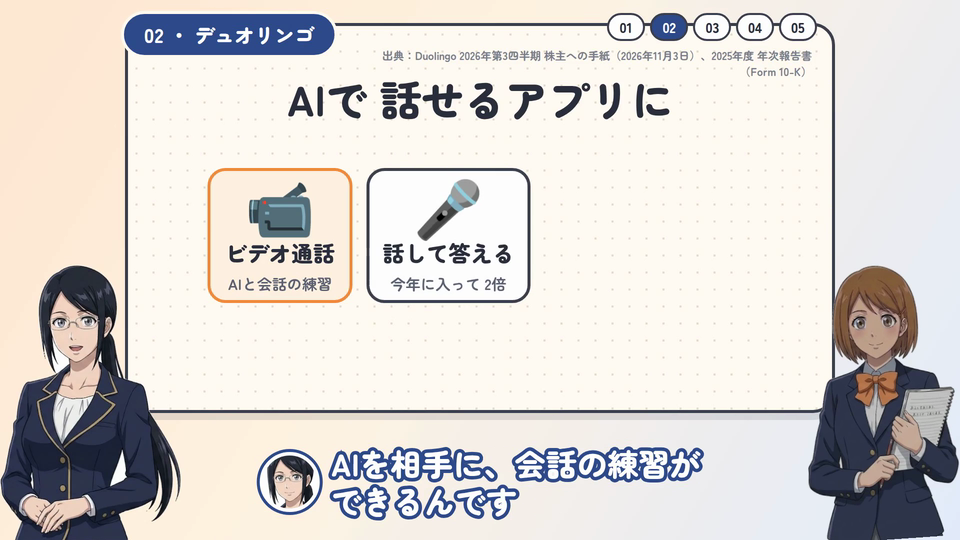 02 ・ デュオリンゴ
01 02 03 04 05
出典：Duolingo 2026年第3四半期 株主への手紙（2026年11月3日）、2025年度 年次報告書
（Form 10-K）
AIで 話せるアプリに
ビデオ通話
AIと会話の練習
話して答える
今年に入って 2倍
AIを相手に、会話の練習が
できるんです